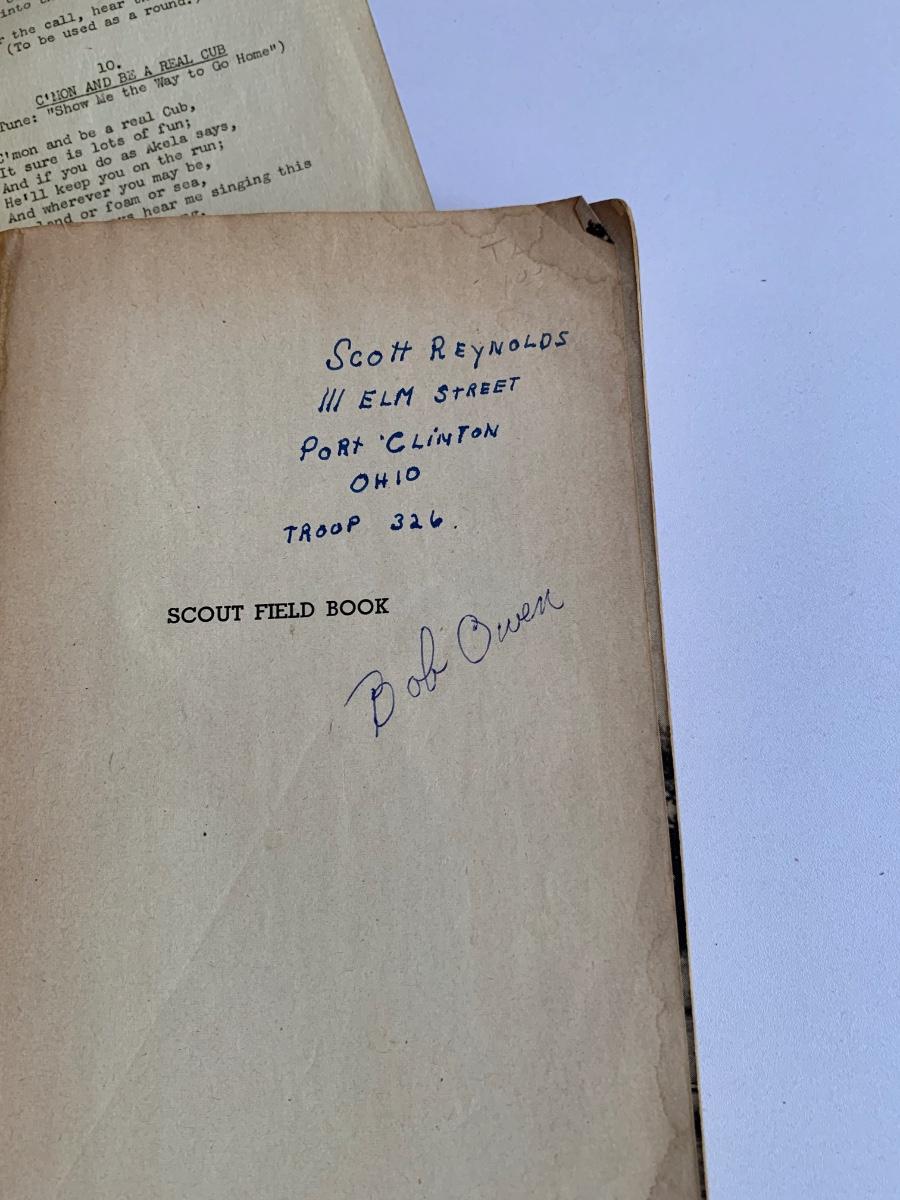 into
the call, hear
(To be used as a round.)
10.
C'MON AND BE A REAL CUB
Tune: "Show Me the Way to Go Home")
C'mon and be a real Cub,
It sure is lots of fun;
And if you do as Akela says,
He'll keep you on the run;
And wherever you may be,
land or foam or sea,
hear me singing this
Scott REYNOLDS
111 ELM STREET
PORT CLINTON
OHIO
TROOP 326.
SCOUT FIELD BOOK
Bob Owen